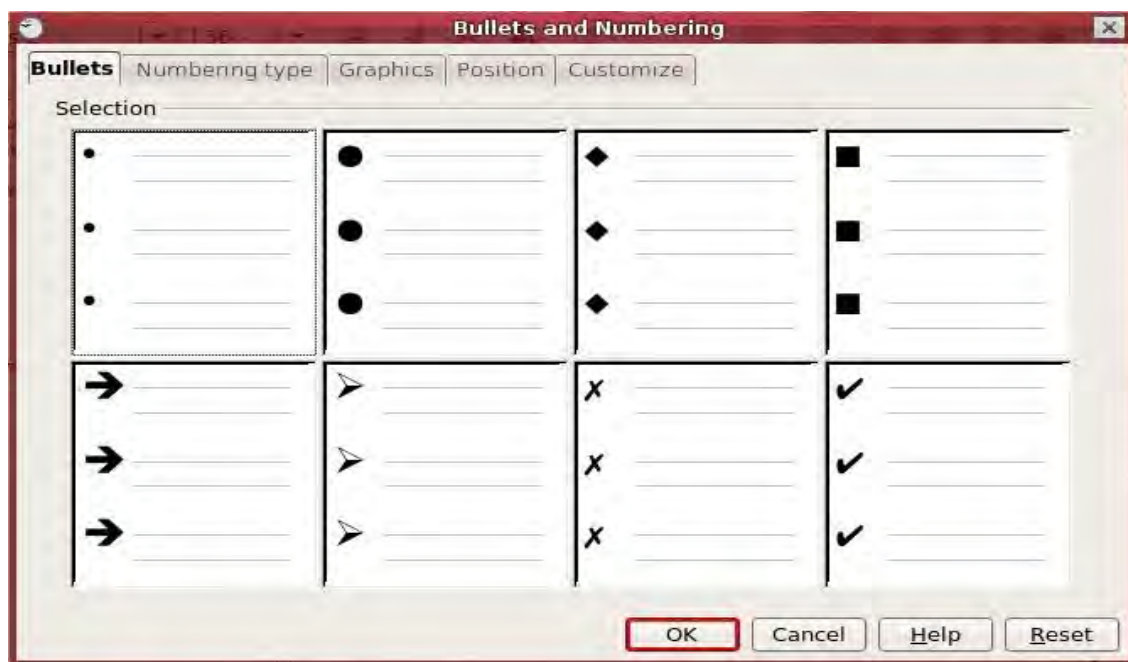 Bullets and Numbering
Bullets Numbering type Graphics Position Customize
Selection
OK Cancel Help Reset